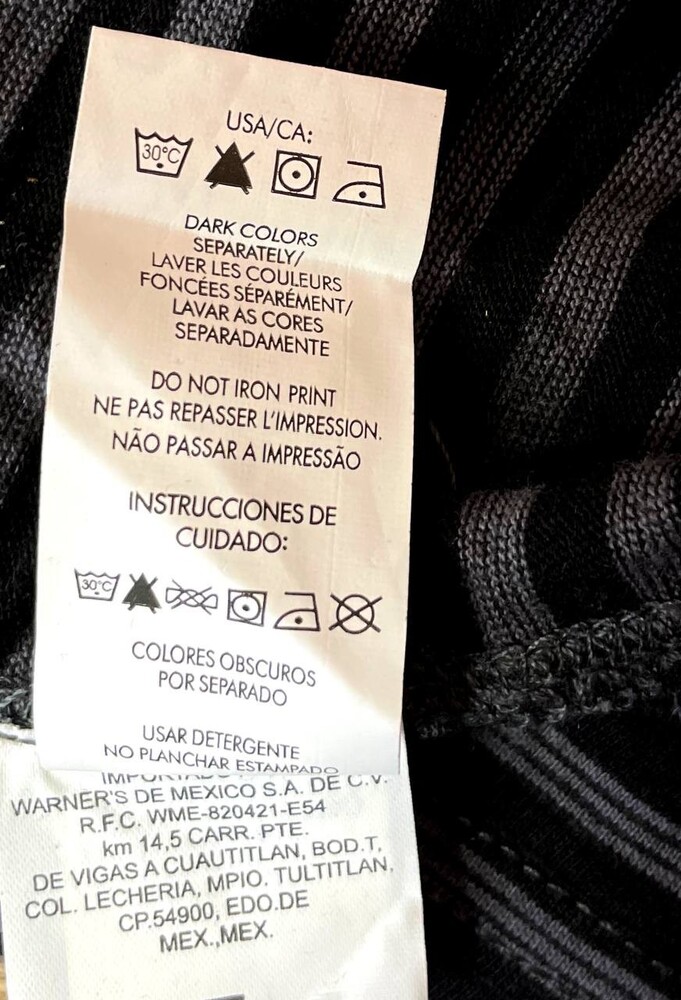 USA/CA:
30°C
DARK COLORS
SEPARATELY/
LAVER LES COULEURS
FONCÉES SÉPARÉMENT/
LAVAR AS CORES
SEPARADAMENTE
DO NOT IRON PRINT
NE PAS REPASSER L'IMPRESSION.
NÃO PASSAR A IMPRESSÃO
INSTRUCCIONES DE
CUIDADO:
30°C
COLORES OBSCUROS
POR SEPARADO
USAR DETERGENTE
NO PLANCHAR ESTAMPADO
WARNER'S DE MEXICO S.A. DE C.V.
R.F.C. WME-820421-E54
km 14,5 CARR. PTE.
DE VIGAS A CUAUTITLAN, BOD.T,
COL. LECHERIA, MPIO. TULTITLAN,
CP.54900, EDO.DE
MEX.,MEX.